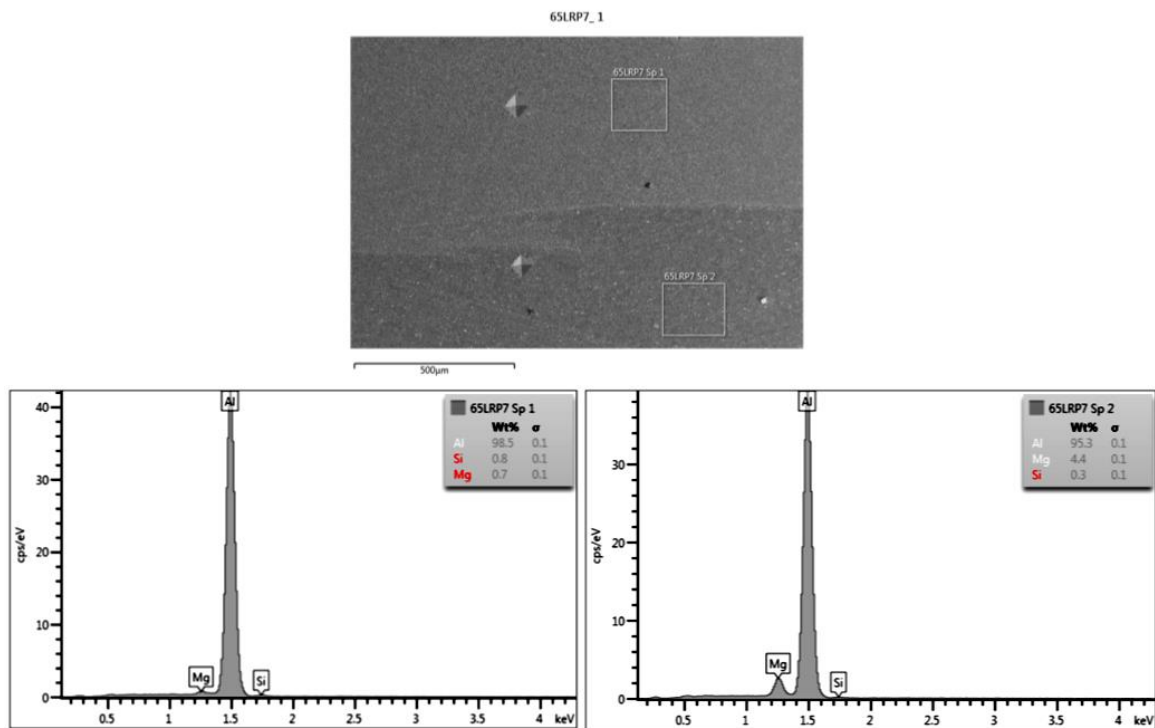 65LRP7_ 1
65LRP7 Sp 1
65LRP7 Sp 2
500µm
Al
65LRP7 Sp 1
Wt% σ
Al 98.5 0.1
Si 0.8 0.1
Mg 0.7 0.1
40
30
20
10
0
cps/eV
Mg
Si
0.5 1 1.5 2 2.5 3 3.5 4 keV
Al
65LRP7 Sp 2
Wt% σ
Al 95.3 0.1
Mg 4.4 0.1
Si 0.3 0.1
30
20
10
0
cps/eV
Mg
Si
0.5 1 1.5 2 2.5 3 3.5 4 keV